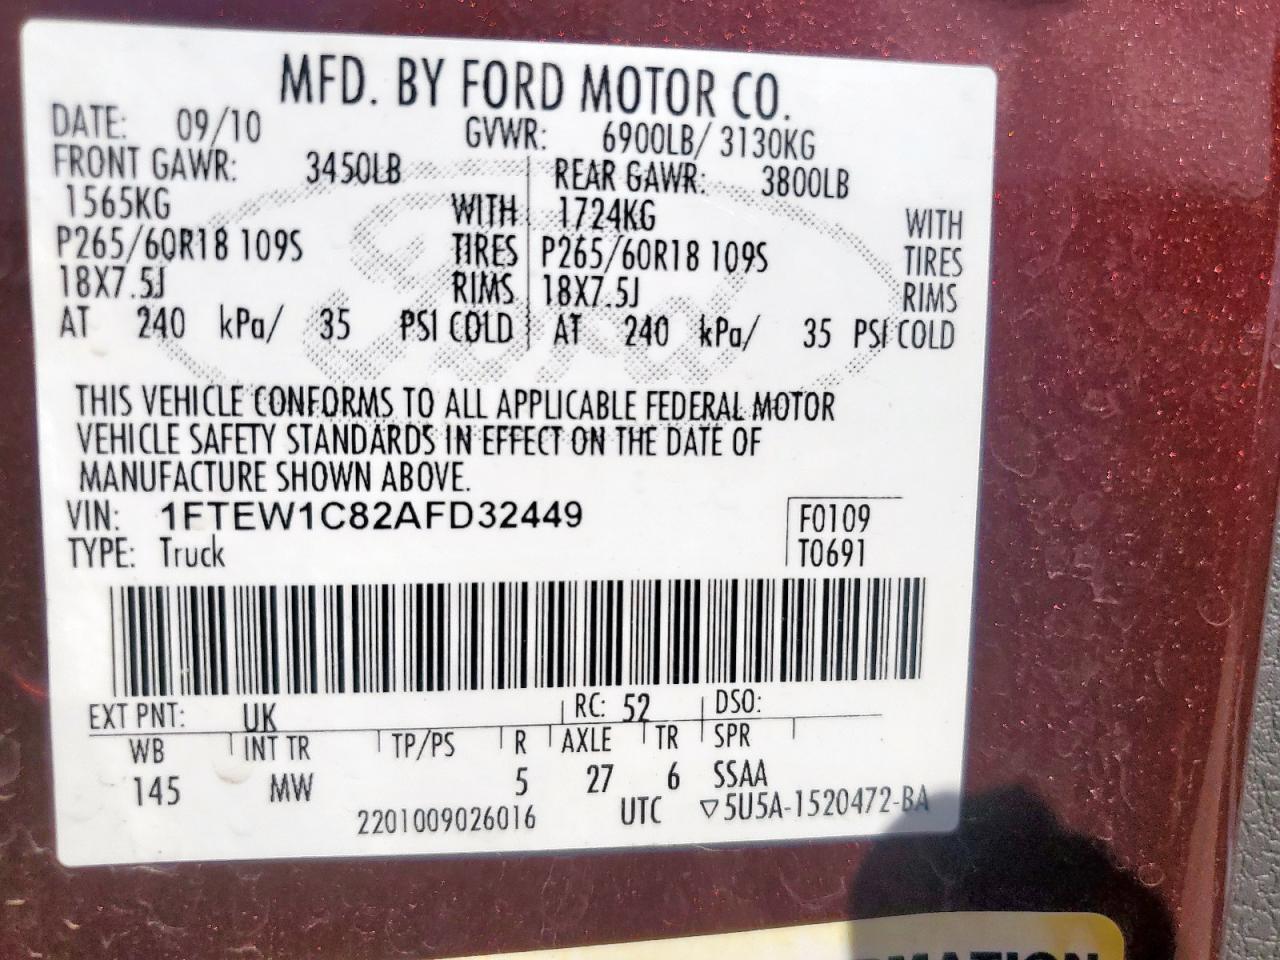 MFD. BY FORD MOTOR CO.
DATE: 09/10 GVWR: 6900LB/ 3130KG
FRONT GAWR: 3450LB REAR GAWR: 3800LB
1565KG WITH 1724KG WITH
P265/60R18 109S TIRES P265/60R18 109S TIRES
18X7.5J RIMS 18X7.5J RIMS
AT 240 kPa/ 35 PSI COLD AT 240 kPa/ 35 PSI COLD
THIS VEHICLE CONFORMS TO ALL APPLICABLE FEDERAL MOTOR
VEHICLE SAFETY STANDARDS IN EFFECT ON THE DATE OF
MANUFACTURE SHOWN ABOVE.
VIN: 1FTEW1C82AFD32449 F0109
TYPE: Truck T0691
EXT PNT: UK RC: 52 DSO:
WB INT TR TP/PS R AXLE TR SPR
145 MW 5 27 6 SSAA
2201009026016 UTC ▽5U5A-1520472-BA